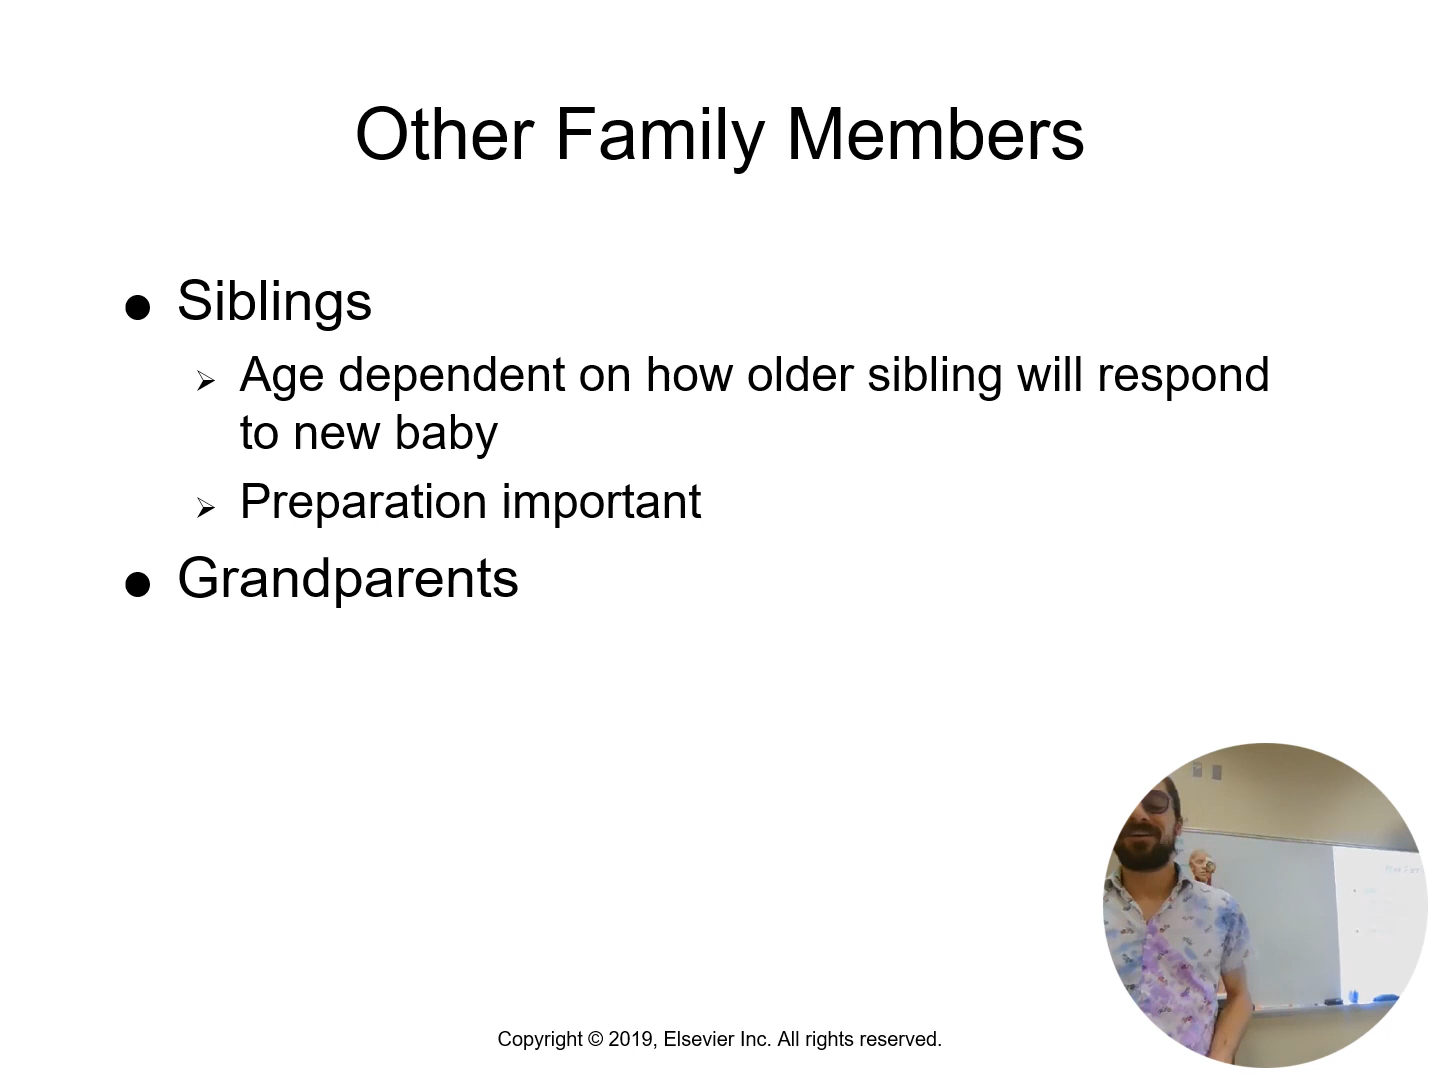 Other Family Members
● Siblings
➢ Age dependent on how older sibling will respond
to new baby
➢ Preparation important
● Grandparents
Copyright © 2019, Elsevier Inc. All rights reserved.